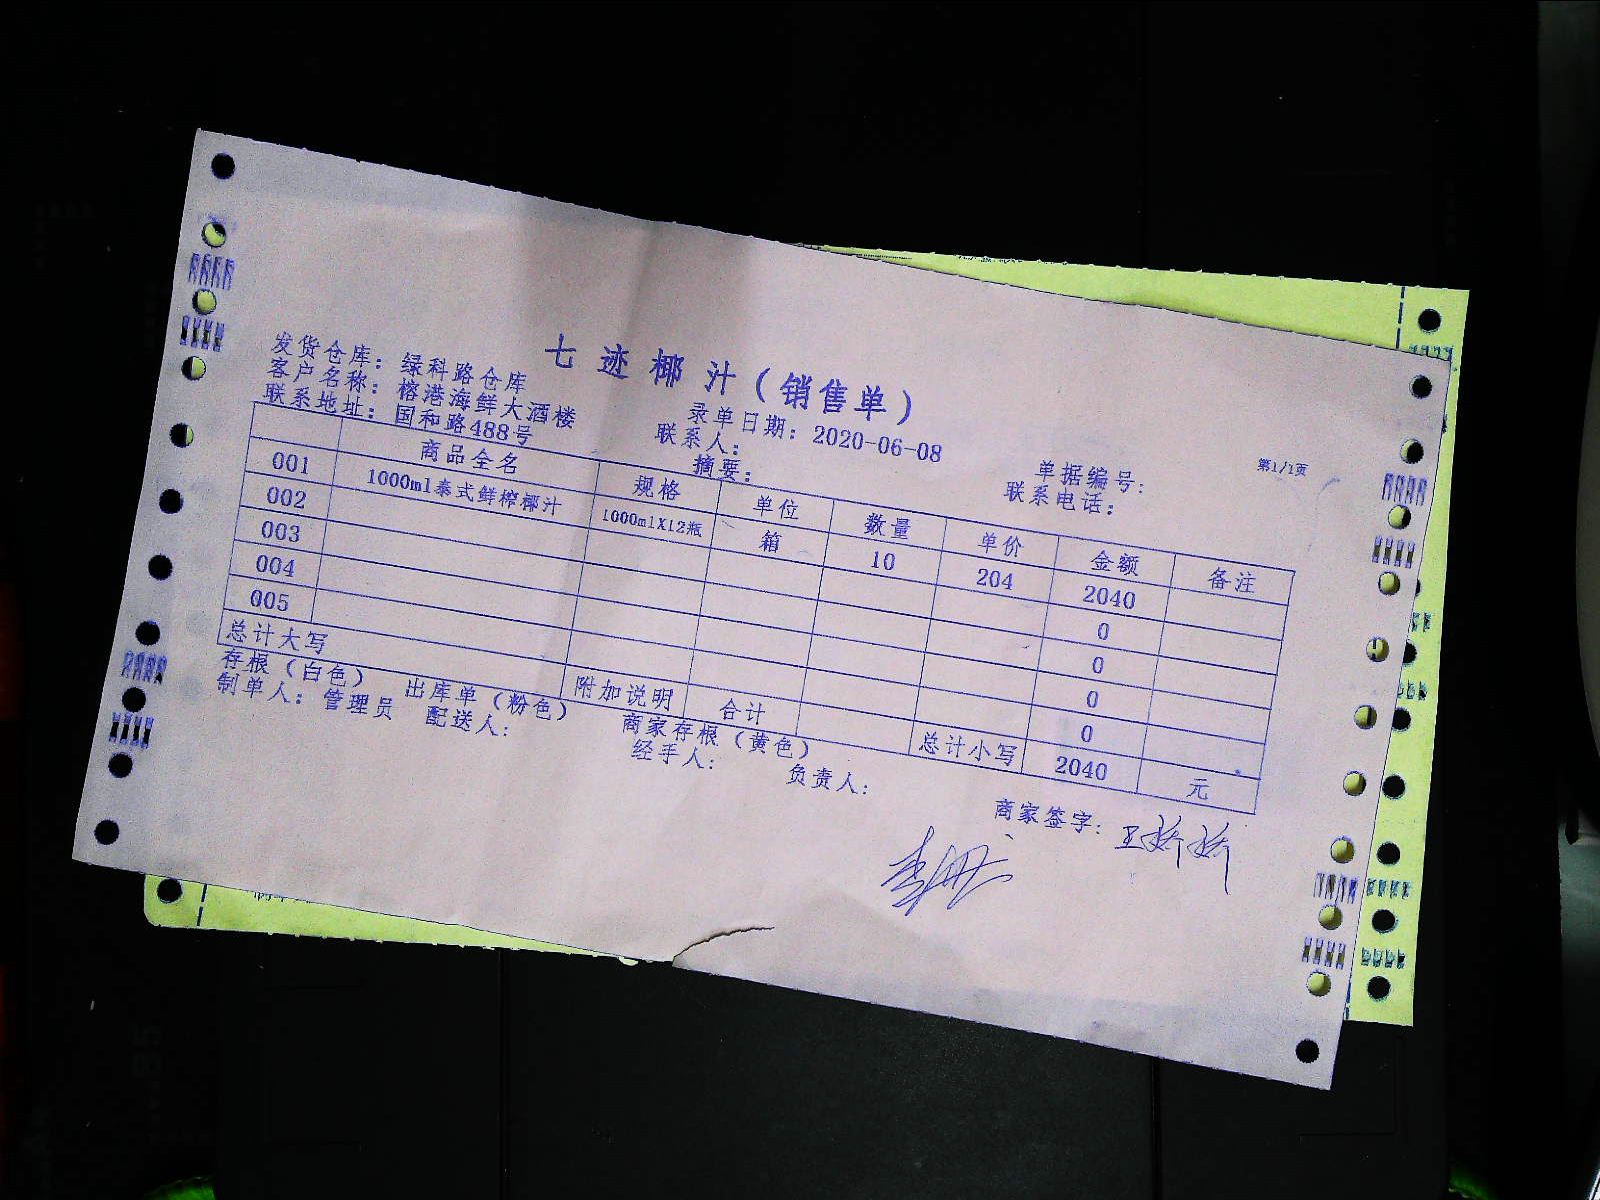 七迹椰汁(销售单)
发货仓库: 绿科路仓库 录单日期: 2020-06-08 单据编号: 第1/1页
客户名称: 榕港海鲜大酒楼 联系人: 联系电话:
联系地址: 国和路488号 摘要:
商品全名 规格 单位 数量 单价 金额 备注
001 1000ml泰式鲜榨椰汁 1000mlX12瓶 箱 10 204 2040
002 0
003 0
004 0
005 0
总计大写 附加说明 合计 总计小写 2040 元
存根(白色) 出库单(粉色) 商家存根(黄色)
制单人: 管理员 配送人: 经手人: 负责人: 商家签字: 王娇娇